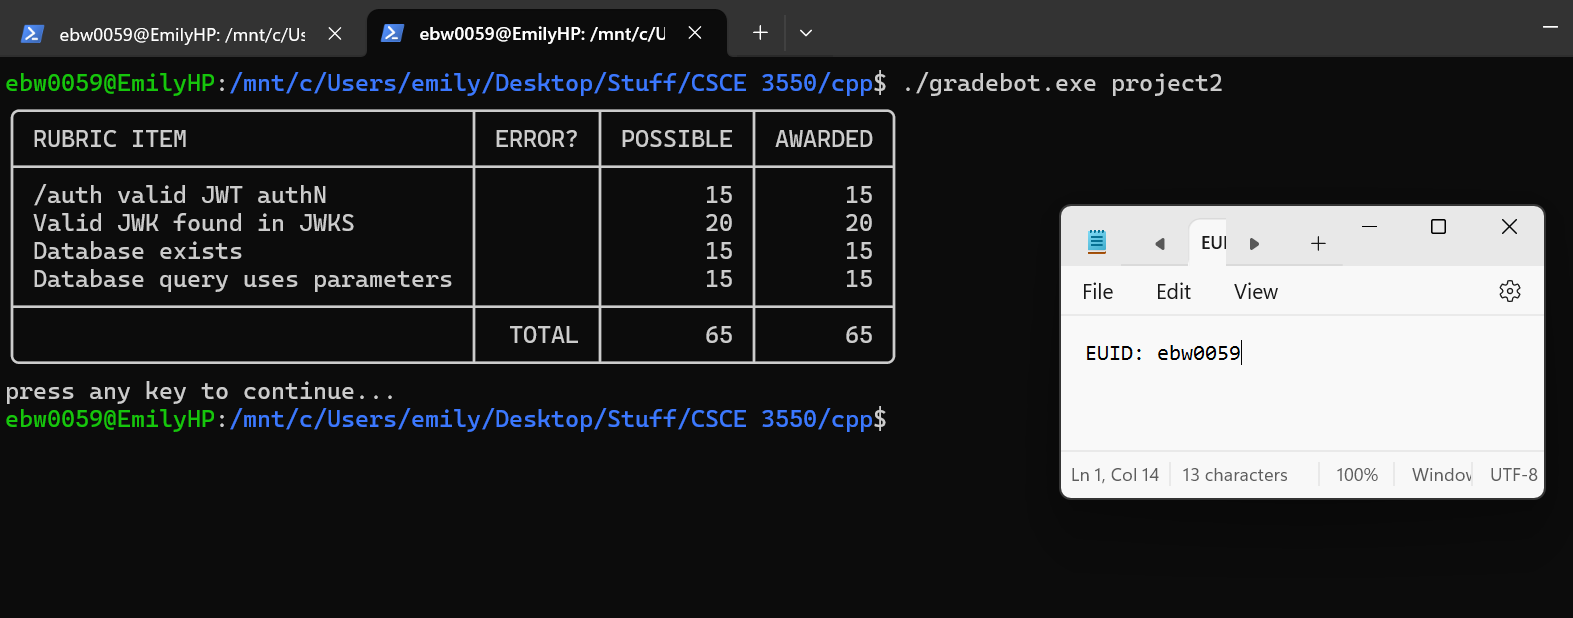 ebw0059@EmilyHP: /mnt/c/Us
ebw0059@EmilyHP: /mnt/c/U
ebw0059@EmilyHP:/mnt/c/Users/emily/Desktop/Stuff/CSCE 3550/cpp$ ./gradebot.exe project2
RUBRIC ITEM ERROR? POSSIBLE AWARDED
/auth valid JWT authN 15 15
Valid JWK found in JWKS 20 20
Database exists 15 15
Database query uses parameters 15 15
TOTAL 65 65
press any key to continue...
ebw0059@EmilyHP:/mnt/c/Users/emily/Desktop/Stuff/CSCE 3550/cpp$
EUI
File Edit View
EUID: ebw0059
Ln 1, Col 14 13 characters 100% Window UTF-8